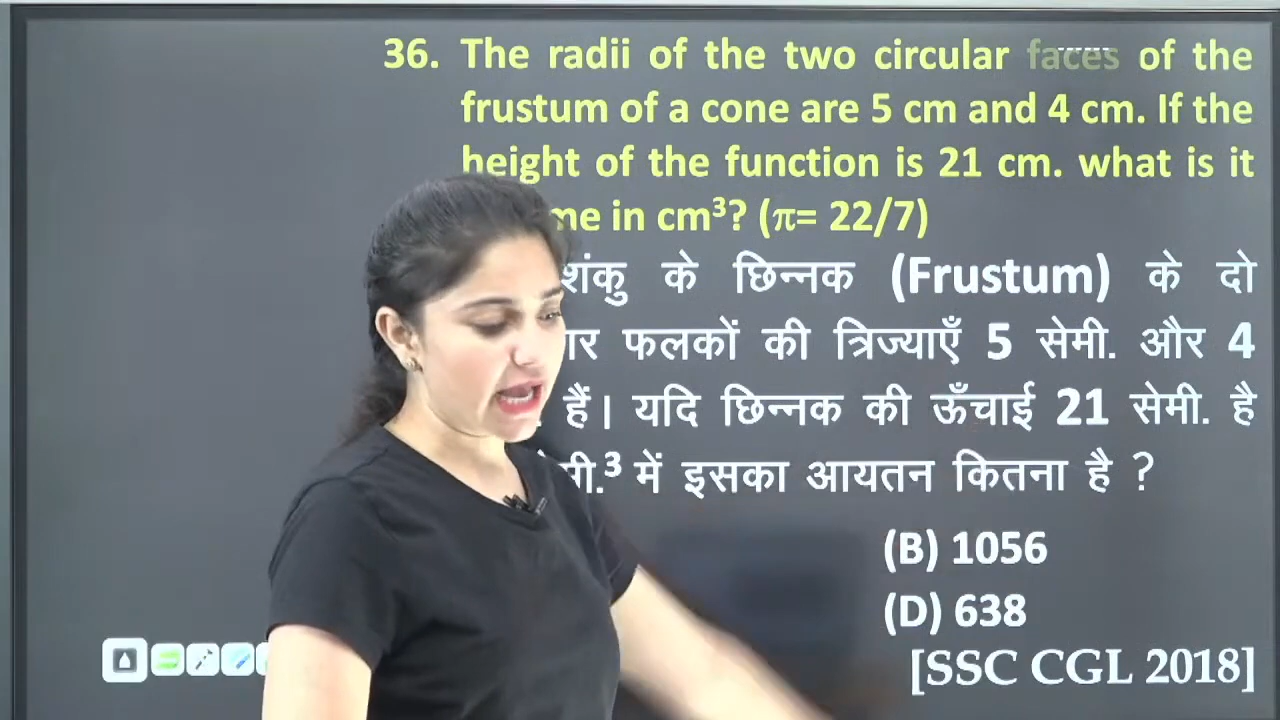 36. The radii of the two circular faces of the
frustum of a cone are 5 cm and 4 cm. If the
height of the function is 21 cm. what is it
me in cm³? (π= 22/7)
शंकु के छिन्नक (Frustum) के दो
फलकों की त्रिज्याएँ 5 सेमी. और 4
हैं। यदि छिन्नक की ऊँचाई 21 सेमी. है
³ में इसका आयतन कितना है ?
(B) 1056
(D) 638
[SSC CGL 2018]